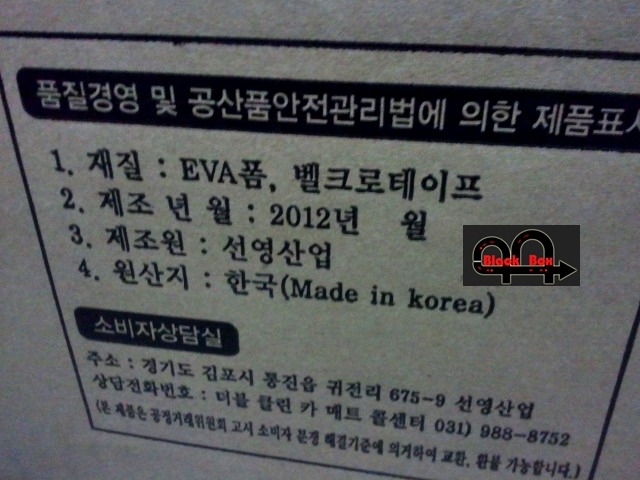 품질경영 및 공산품안전관리법에 의한 제품표시
1. 재질 : EVA폼, 벨크로테이프
2. 제조 년 월 : 2012년 월
3. 제조원 : 선영산업
4. 원산지 : 한국(Made in korea)
Black Box
소비자상담실
주소 : 경기도 김포시 통진읍 귀전리 675-9 선영산업
상담전화번호 : 더블 클린 카 매트 콜센터 031) 988-8752
(본 제품은 공정거래위원회 고시 소비자 분쟁 해결기준에 의거하여 교환, 환불 가능합니다.)